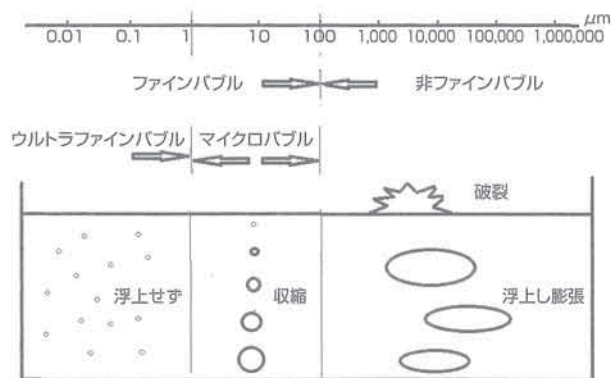 μm
0.01 0.1 1 10 100 1,000 10,000 100,000 1,000,000
ファインバブル 非ファインバブル
ウルトラファインバブル マイクロバブル
破裂
浮上せず 収縮 浮上し膨張